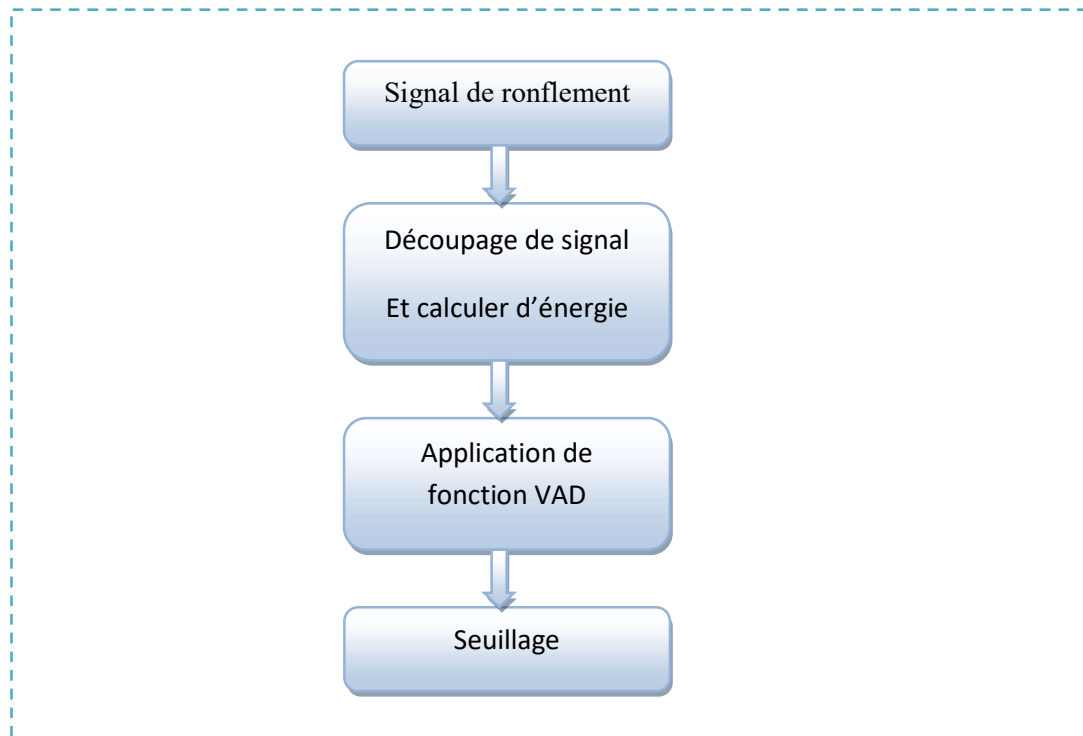 Signal de ronflement
Découpage de signal
Et calculer d’énergie
Application de
fonction VAD
Seuillage